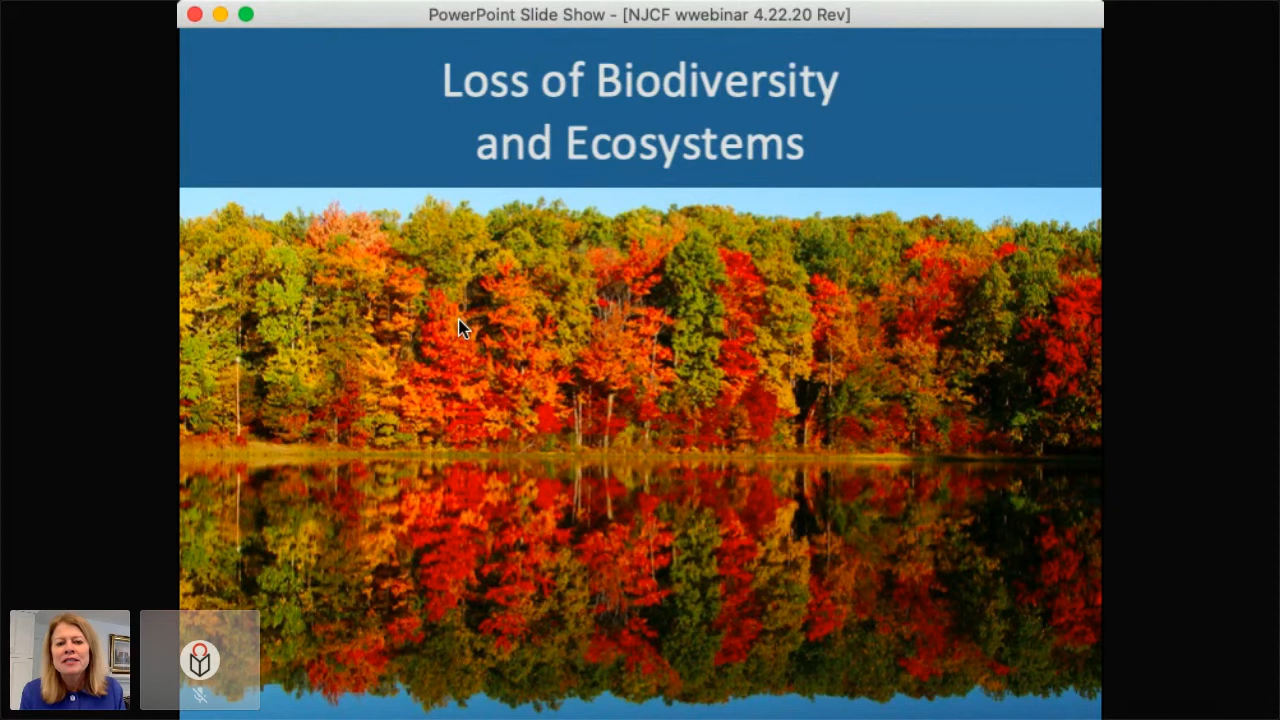 PowerPoint Slide Show - [NJCF wwebinar 4.22.20 Rev]
Loss of Biodiversity
and Ecosystems